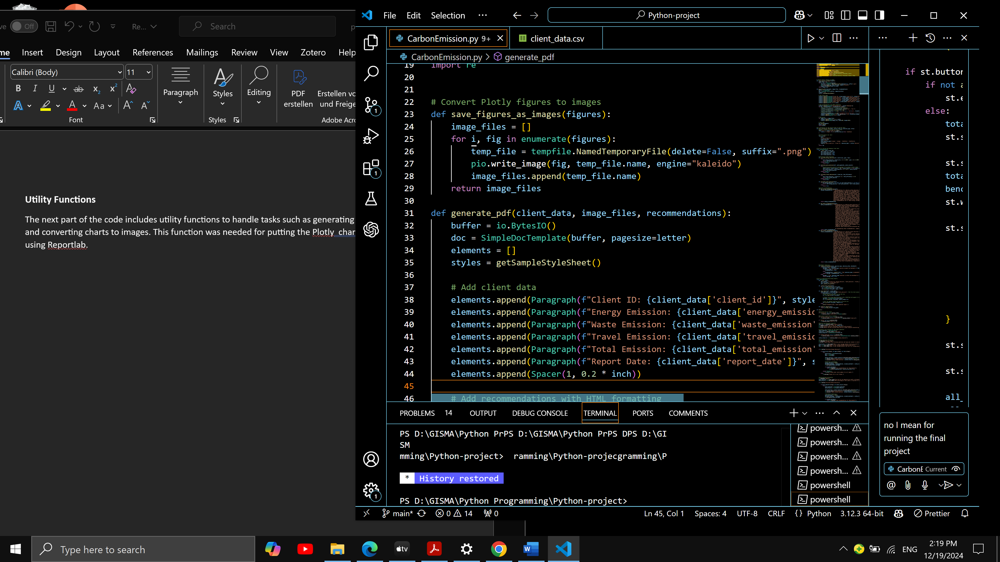 Off
Re...
Search
Insert
Design
Layout
References
Mailings
Review
View
Zotero
Help
Calibri (Body)
11
Paragraph
Styles
Editing
PDF
erstellen
Font
Styles
Utility Functions
The next part of the code includes utility functions to handle tasks such as generating
and converting charts to images. This function was needed for putting the Plotly char
using Reportlab.
File
Edit
Selection
...
Python-project
CarbonEmission.py 9+
client_data.csv
CarbonEmission.py > generate_pdf
19 import re
20
21
22 # Convert Plotly figures to images
23 def save_figures_as_images(figures):
24 image_files = []
25 for i, fig in enumerate(figures):
26 temp_file = tempfile.NamedTemporaryFile(delete=False, suffix=".png")
27 pio.write_image(fig, temp_file.name, engine="kaleido")
28 image_files.append(temp_file.name)
29 return image_files
30
31 def generate_pdf(client_data, image_files, recommendations):
32 buffer = io.BytesIO()
33 doc = SimpleDocTemplate(buffer, pagesize=letter)
34 elements = []
35 styles = getSampleStyleSheet()
36
37 # Add client data
38 elements.append(Paragraph(f"Client ID: {client_data['client_id']}", style
39 elements.append(Paragraph(f"Energy Emission: {client_data['energy_emissio
40 elements.append(Paragraph(f"Waste Emission: {client_data['waste_emission'
41 elements.append(Paragraph(f"Travel Emission: {client_data['travel_emissio
42 elements.append(Paragraph(f"Total Emission: {client_data['total_emission'
43 elements.append(Paragraph(f"Report Date: {client_data['report_date']}", s
44 elements.append(Spacer(1, 0.2 * inch))
45
46 # Add recommendations with HTML formatting
if st.button
if not a
st.e
else:
tota
st.s
st.s
tota
benc
st.w
st.s
}
st.s
st.s
all_
PROBLEMS 14
OUTPUT
DEBUG CONSOLE
TERMINAL
PORTS
COMMENTS
PS D:\GISMA\Python PrPS D:\GISMA\Python PrPS DPS D:\GI
SM
mming\Python-project> ramming\Python-projecgramming\P
* History restored
PS D:\GISMA\Python Programming\Python-project>
powersh...
powersh...
powersh...
powersh...
powershell
powershell
no I mean for
running the final
project
CarbonE Current
main*
0
14
0
Ln 45, Col 1
Spaces: 4
UTF-8
CRLF
{} Python
3.12.3 64-bit
Prettier
Type here to search
tv
ENG
2:19 PM
12/19/2024